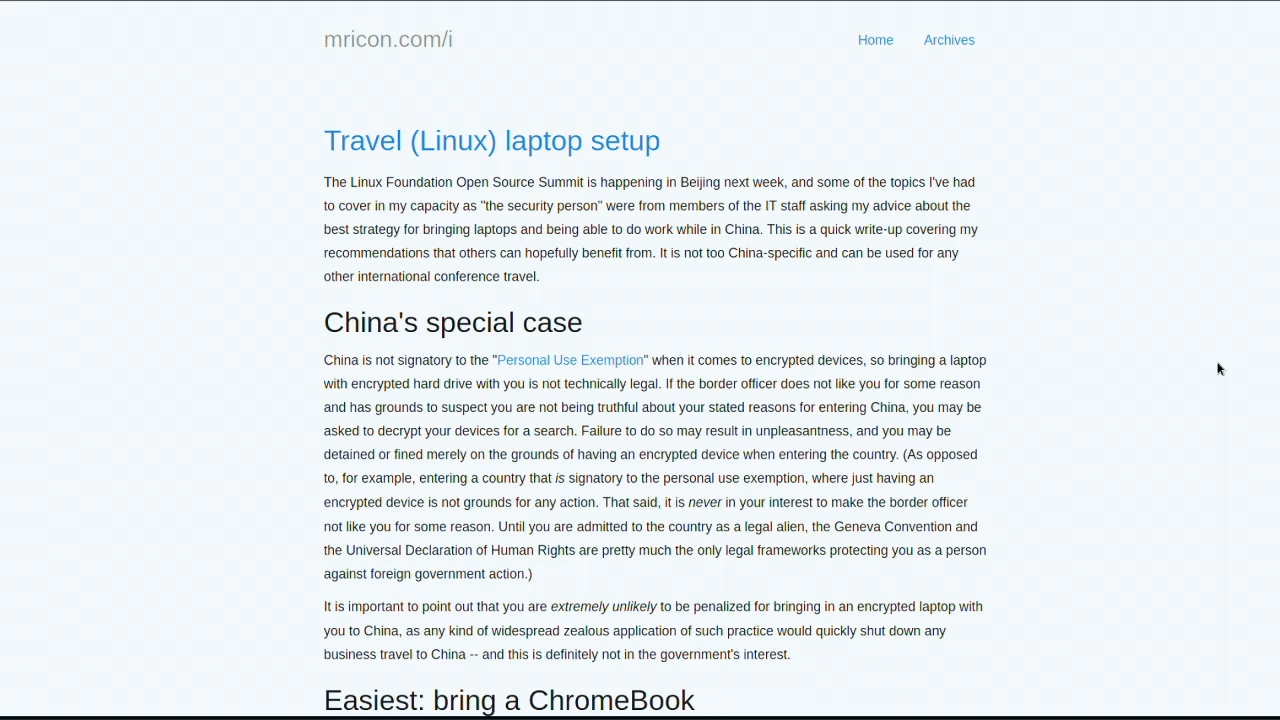 mricon.com/i
Home Archives
Travel (Linux) laptop setup
The Linux Foundation Open Source Summit is happening in Beijing next week, and some of the topics I've had
to cover in my capacity as "the security person" were from members of the IT staff asking my advice about the
best strategy for bringing laptops and being able to do work while in China. This is a quick write-up covering my
recommendations that others can hopefully benefit from. It is not too China-specific and can be used for any
other international conference travel.
China's special case
China is not signatory to the "Personal Use Exemption" when it comes to encrypted devices, so bringing a laptop
with encrypted hard drive with you is not technically legal. If the border officer does not like you for some reason
and has grounds to suspect you are not being truthful about your stated reasons for entering China, you may be
asked to decrypt your devices for a search. Failure to do so may result in unpleasantness, and you may be
detained or fined merely on the grounds of having an encrypted device when entering the country. (As opposed
to, for example, entering a country that is signatory to the personal use exemption, where just having an
encrypted device is not grounds for any action. That said, it is never in your interest to make the border officer
not like you for some reason. Until you are admitted to the country as a legal alien, the Geneva Convention and
the Universal Declaration of Human Rights are pretty much the only legal frameworks protecting you as a person
against foreign government action.)
It is important to point out that you are extremely unlikely to be penalized for bringing in an encrypted laptop with
you to China, as any kind of widespread zealous application of such practice would quickly shut down any
business travel to China -- and this is definitely not in the government's interest.
Easiest: bring a ChromeBook